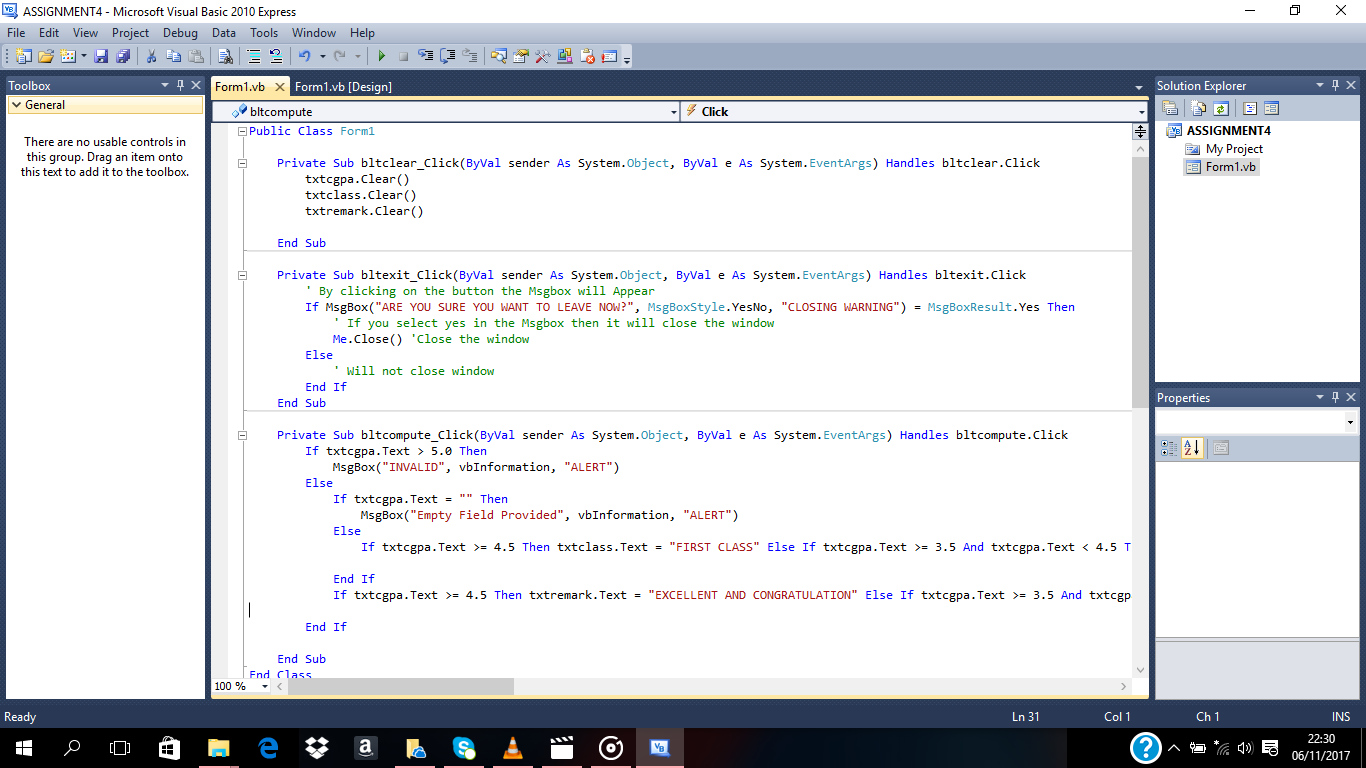 ASSIGNMENT4 - Microsoft Visual Basic 2010 Express
File Edit View Project Debug Data Tools Window Help
Toolbox
General
There are no usable controls in
this group. Drag an item onto
this text to add it to the toolbox.
Form1.vb Form1.vb [Design]
bltcompute Click
Public Class Form1
Private Sub bltclear_Click(ByVal sender As System.Object, ByVal e As System.EventArgs) Handles bltclear.Click
txtcgpa.Clear()
txtclass.Clear()
txtremark.Clear()
End Sub
Private Sub bltexit_Click(ByVal sender As System.Object, ByVal e As System.EventArgs) Handles bltexit.Click
' By clicking on the button the Msgbox will Appear
If MsgBox("ARE YOU SURE YOU WANT TO LEAVE NOW?", MsgBoxStyle.YesNo, "CLOSING WARNING") = MsgBoxResult.Yes Then
' If you select yes in the Msgbox then it will close the window
Me.Close() 'Close the window
Else
' Will not close window
End If
End Sub
Private Sub bltcompute_Click(ByVal sender As System.Object, ByVal e As System.EventArgs) Handles bltcompute.Click
If txtcgpa.Text > 5.0 Then
MsgBox("INVALID", vbInformation, "ALERT")
Else
If txtcgpa.Text = "" Then
MsgBox("Empty Field Provided", vbInformation, "ALERT")
Else
If txtcgpa.Text >= 4.5 Then txtclass.Text = "FIRST CLASS" Else If txtcgpa.Text >= 3.5 And txtcgpa.Text < 4.5 T
End If
If txtcgpa.Text >= 4.5 Then txtremark.Text = "EXCELLENT AND CONGRATULATION" Else If txtcgpa.Text >= 3.5 And txtcgp
End If
End Sub
End Class
100 %
Solution Explorer
ASSIGNMENT4
My Project
Form1.vb
Properties
Ready Ln 31 Col 1 Ch 1 INS
22:30
06/11/2017